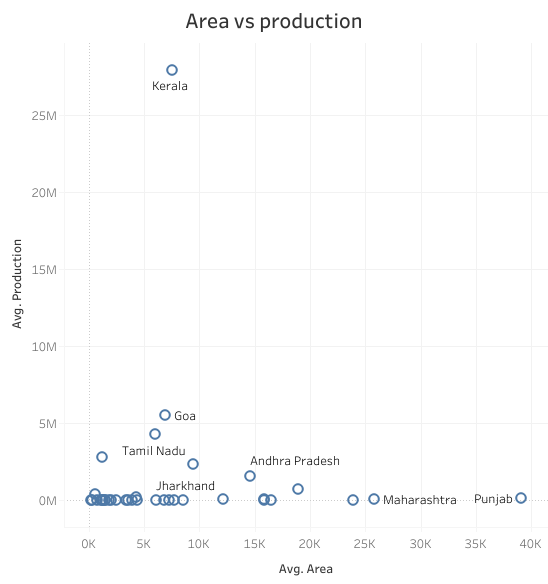 Area vs production
Kerala
25M
20M
15M
Avg. Production
10M
5M
Goa
Tamil Nadu
Andhra Pradesh
Jharkhand
0M
Maharashtra
Punjab
0K
5K
10K
15K
20K
25K
30K
35K
40K
Avg. Area